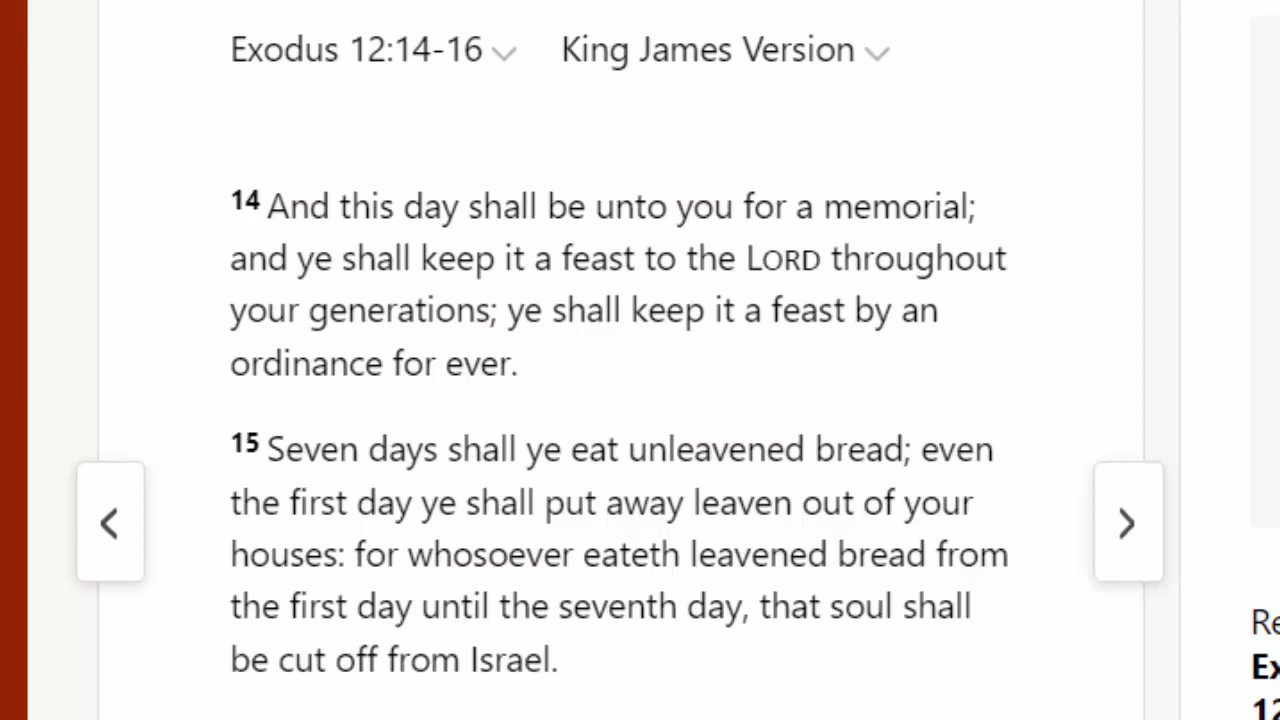 Exodus 12:14-16 King James Version
14 And this day shall be unto you for a memorial;
and ye shall keep it a feast to the LORD throughout
your generations; ye shall keep it a feast by an
ordinance for ever.
15 Seven days shall ye eat unleavened bread; even
the first day ye shall put away leaven out of your
houses: for whosoever eateth leavened bread from
the first day until the seventh day, that soul shall
be cut off from Israel.